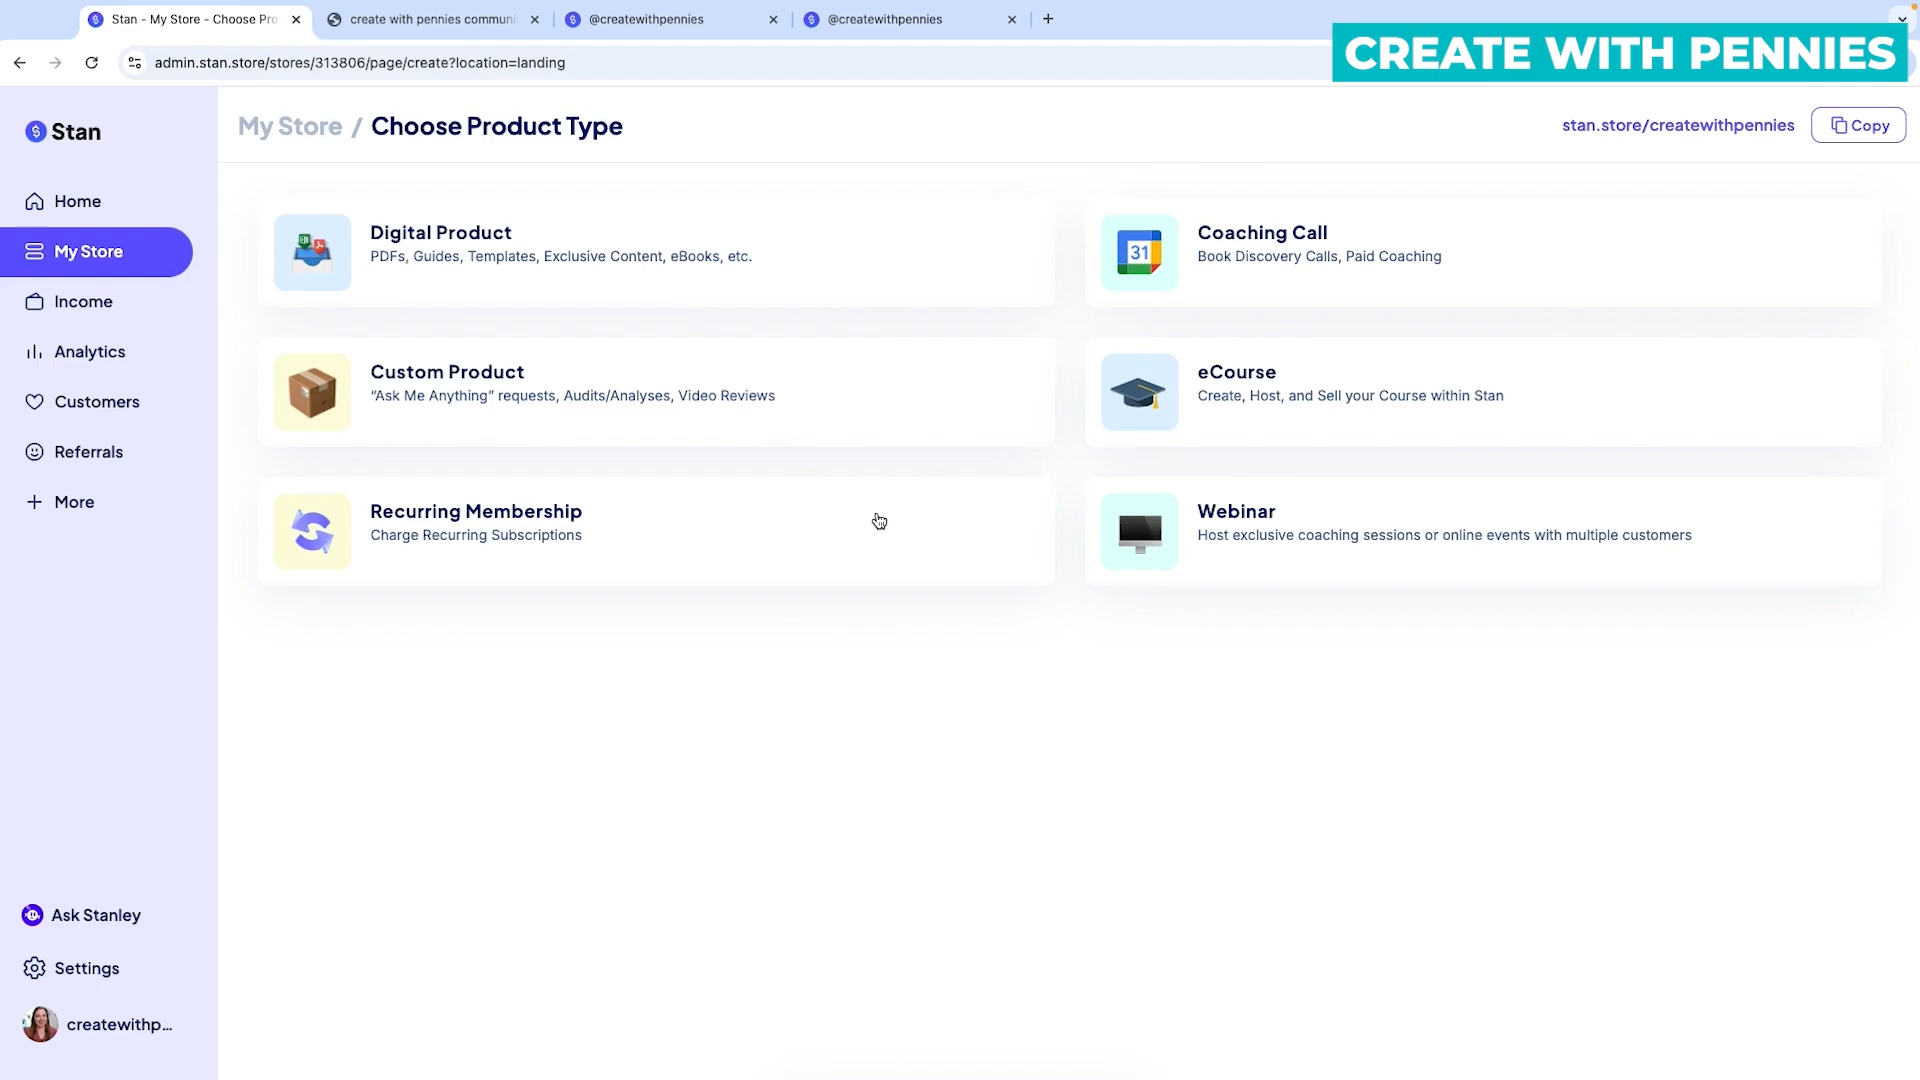 Stan - My Store - Choose Pro
create with pennies commun
@createwithpennies
@createwithpennies
admin.stan.store/stores/313806/page/create?location=landing
CREATE WITH PENNIES
Stan
Home
My Store
Income
Analytics
Customers
Referrals
More
Ask Stanley
Settings
createwithp...
My Store / Choose Product Type
stan.store/createwithpennies
Copy
Digital Product
PDFs, Guides, Templates, Exclusive Content, eBooks, etc.
Coaching Call
Book Discovery Calls, Paid Coaching
31
Custom Product
“Ask Me Anything” requests, Audits/Analyses, Video Reviews
eCourse
Create, Host, and Sell your Course within Stan
Recurring Membership
Charge Recurring Subscriptions
Webinar
Host exclusive coaching sessions or online events with multiple customers